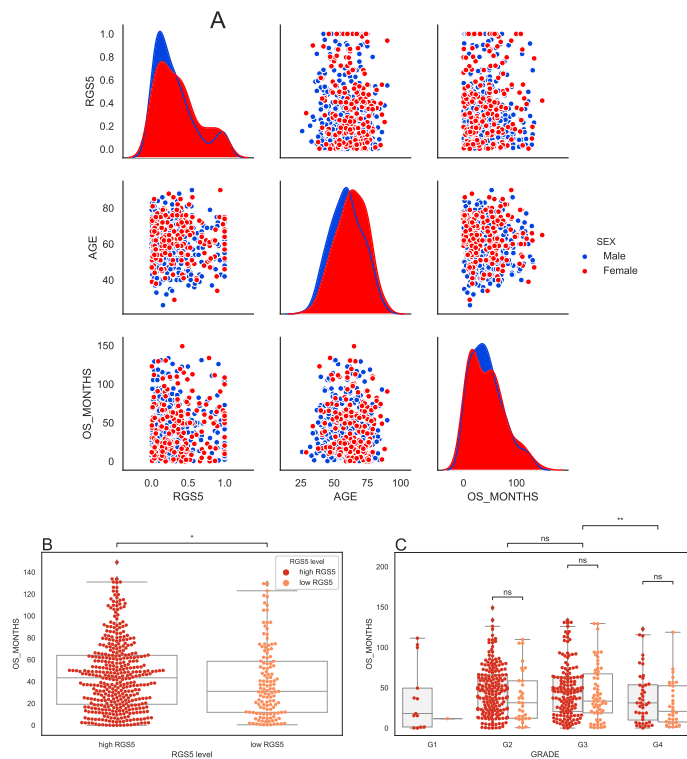 A
RGS5
1.0
0.8
0.6
0.4
0.2
0.0
AGE
80
60
40
SEX
Male
Female
OS_MONTHS
150
100
50
0
0.0 0.5 1.0
25 50 75 100
0 100
RGS5 AGE OS_MONTHS
B
*
RGS5 level
high RGS5
low RGS5
OS_MONTHS
140
120
100
80
60
40
20
0
high RGS5 low RGS5
RGS5 level
C
**
ns
ns
ns
ns
OS_MONTHS
200
150
100
50
0
G1 G2 G3 G4
GRADE